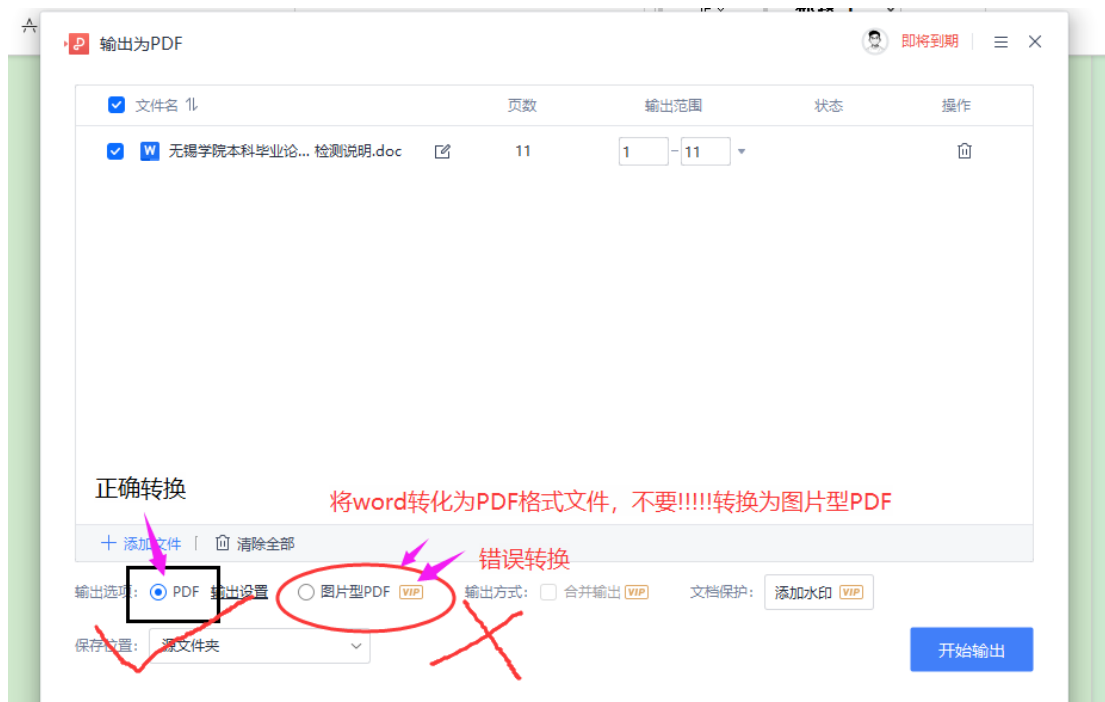 输出为PDF
即将到期
文件名
页数
输出范围
状态
操作
W 无锡学院本科毕业论... 检测说明.doc
11
1 - 11
正确转换
将word转化为PDF格式文件，不要!!!!!转换为图片型PDF
添加文件
清除全部
错误转换
输出选项: PDF 输出设置 图片型PDF VIP 输出方式: 合并输出 VIP 文档保护: 添加水印 VIP
保存位置: 源文件夹
开始输出